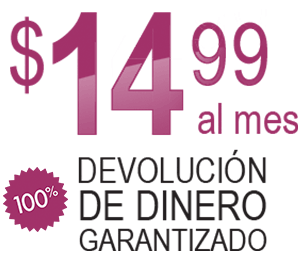 $14.99
al mes
100%
DEVOLUCIÓN
DE DINERO
GARANTIZADO